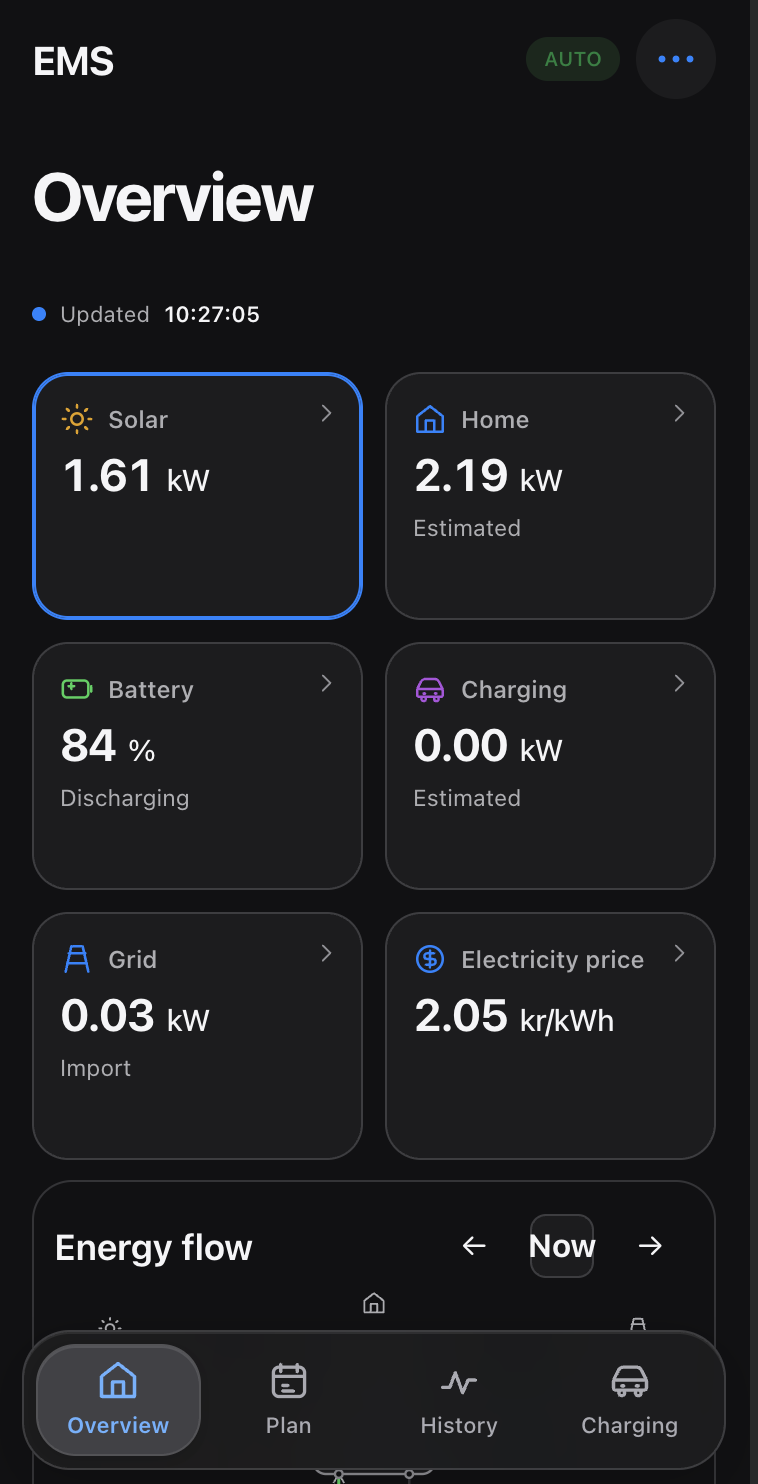 EMS
AUTO
Overview
Updated 10:27:05
Solar
1.61 kW
Home
2.19 kW
Estimated
Battery
84 %
Discharging
Charging
0.00 kW
Estimated
Grid
0.03 kW
Import
Electricity price
2.05 kr/kWh
Energy flow
Now
Overview
Plan
History
Charging